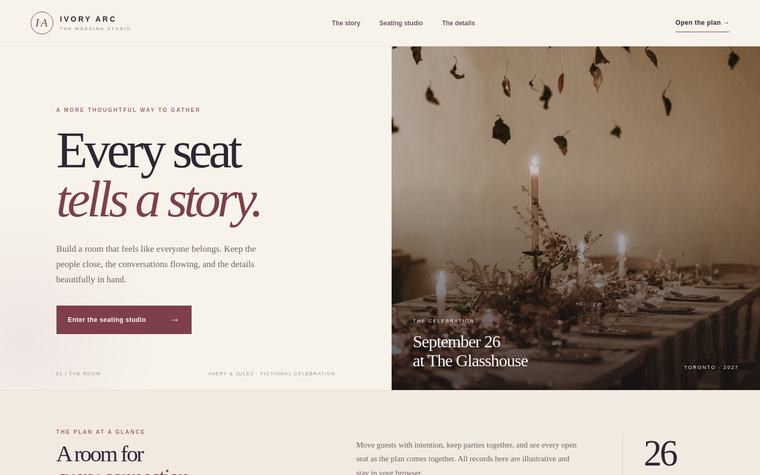 I·A
IVORY ARC
THE WEDDING STUDIO
The story
Seating studio
The details
Open the plan →
A MORE THOUGHTFUL WAY TO GATHER
Every seat
tells a story.
Build a room that feels like everyone belongs. Keep the
people close, the conversations flowing, and the details
beautifully in hand.
Enter the seating studio →
01 / THE ROOM
AVERY & JULES · FICTIONAL CELEBRATION
THE CELEBRATION
September 26
at The Glasshouse
TORONTO · 2027
THE PLAN AT A GLANCE
A room for
Move guests with intention, keep parties together, and see every open
seat as the plan comes together. All records here are illustrative and
stay in your browser.
26